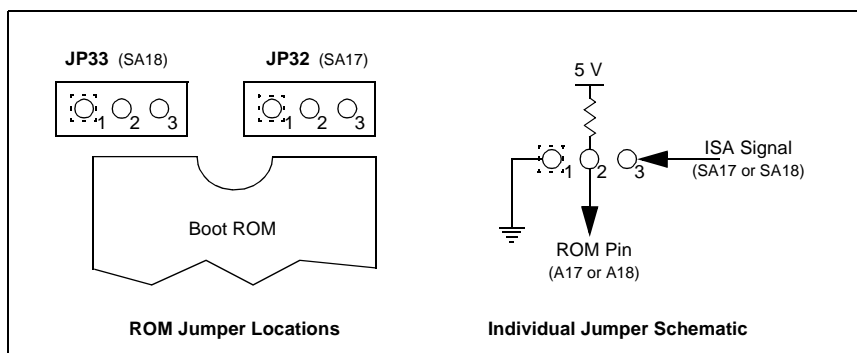 JP33 (SA18)
JP32 (SA17)
1 2 3
1 2 3
Boot ROM
ROM Jumper Locations
5 V
1 2 3
ISA Signal
(SA17 or SA18)
ROM Pin
(A17 or A18)
Individual Jumper Schematic